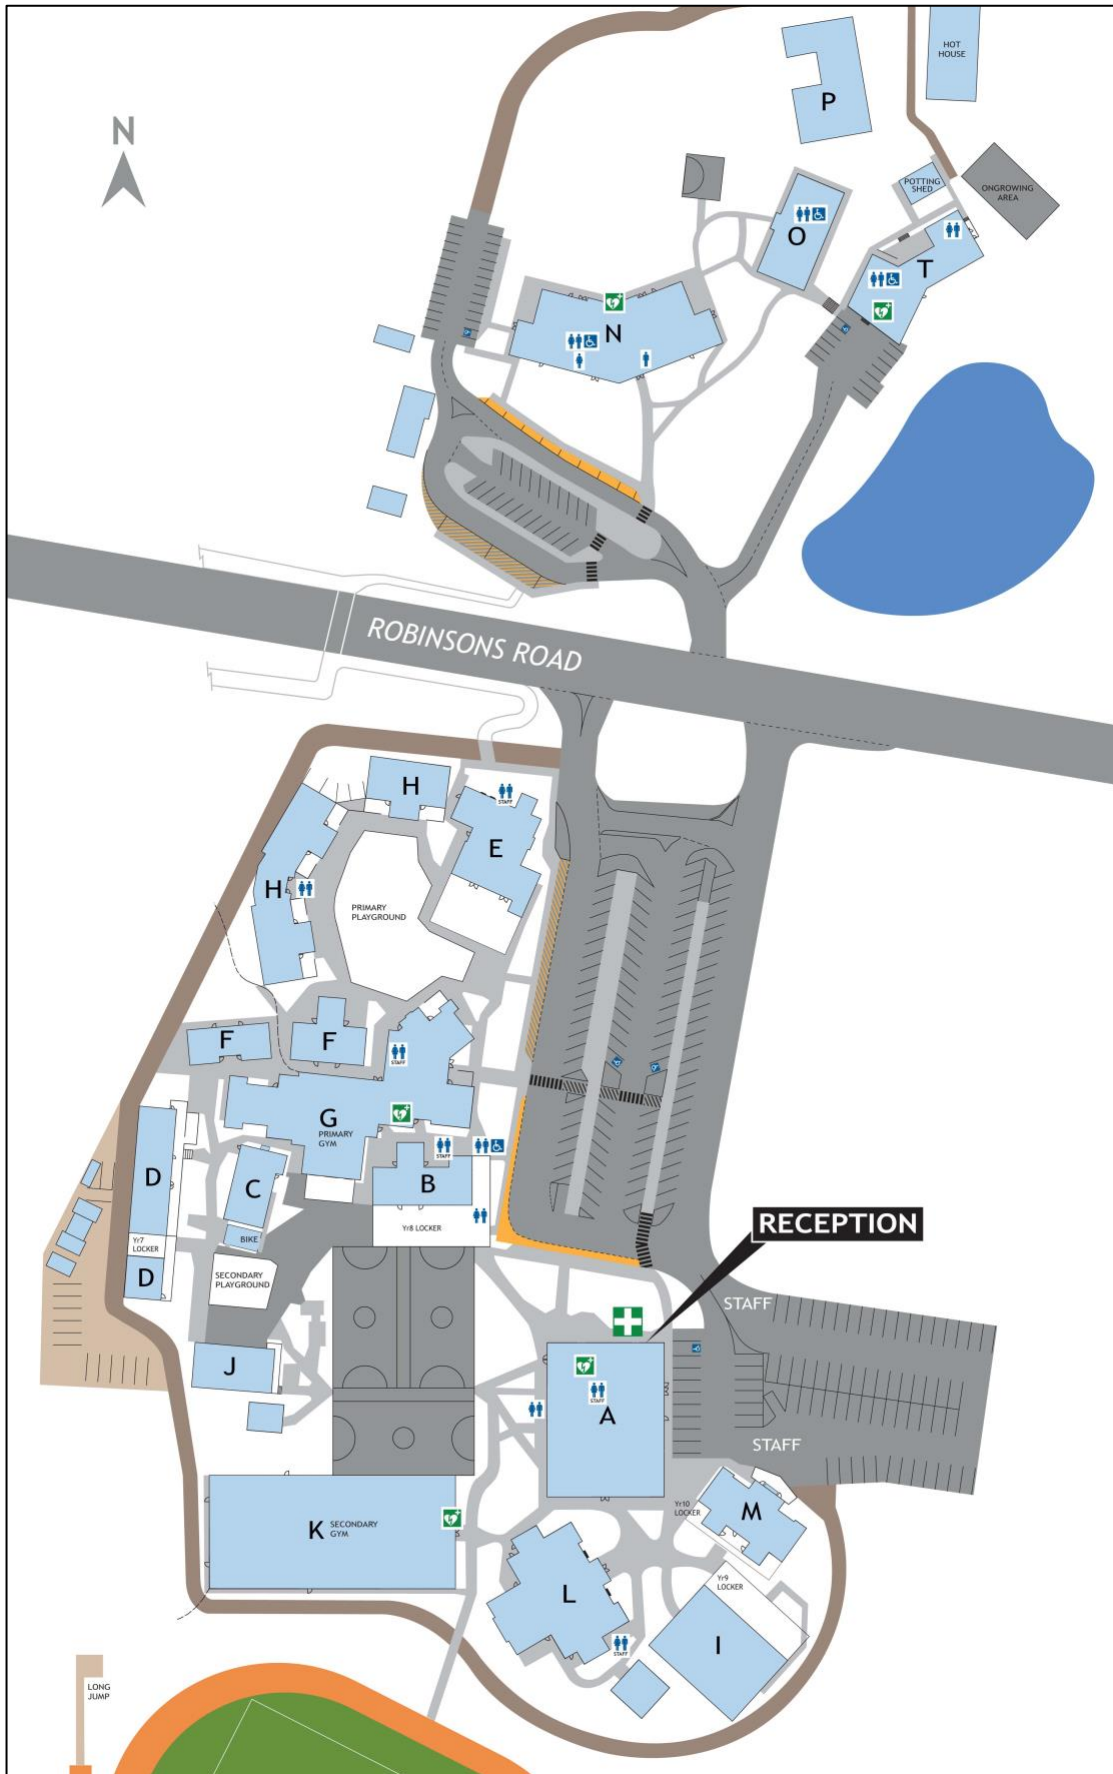 HOT
HOUSE
P
N
POTTING
SHED
ONGROWING
AREA
O
T
N
ROBINSONS ROAD
H
STAFF
E
H
PRIMARY
PLAYGROUND
F
F
STAFF
G
PRIMARY
GYM
STAFF
D
C
B
Yr8 LOCKER
BIKE
Yr7
LOCKER
D
SECONDARY
PLAYGROUND
RECEPTION
STAFF
J
STAFF
A
STAFF
K
SECONDARY
GYM
Yr10
LOCKER
M
Yr9
LOCKER
L
I
STAFF
LONG
JUMP